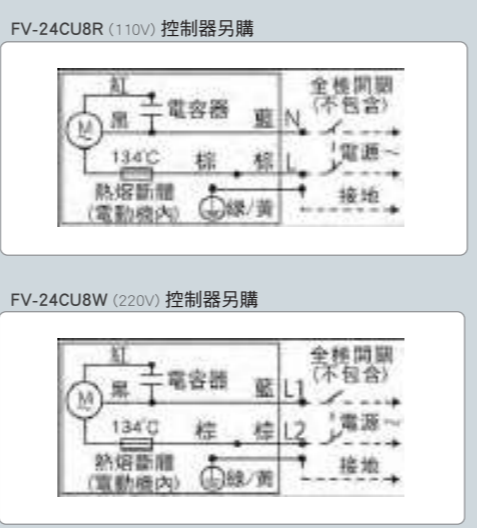 FV-24CU8R (110V) 控制器另購
紅
全極開關
(不包含)
電容器
黑
藍 N
M
~
134℃
棕 棕 L
電源～
熱熔斷體
(電動機內)
綠/黃
接地
FV-24CU8W (220V) 控制器另購
紅
全極開關
(不包含)
電容器
黑
藍 L1
M
~
134℃
棕 棕 L2
電源～
熱熔斷體
(電動機內)
綠/黃
接地